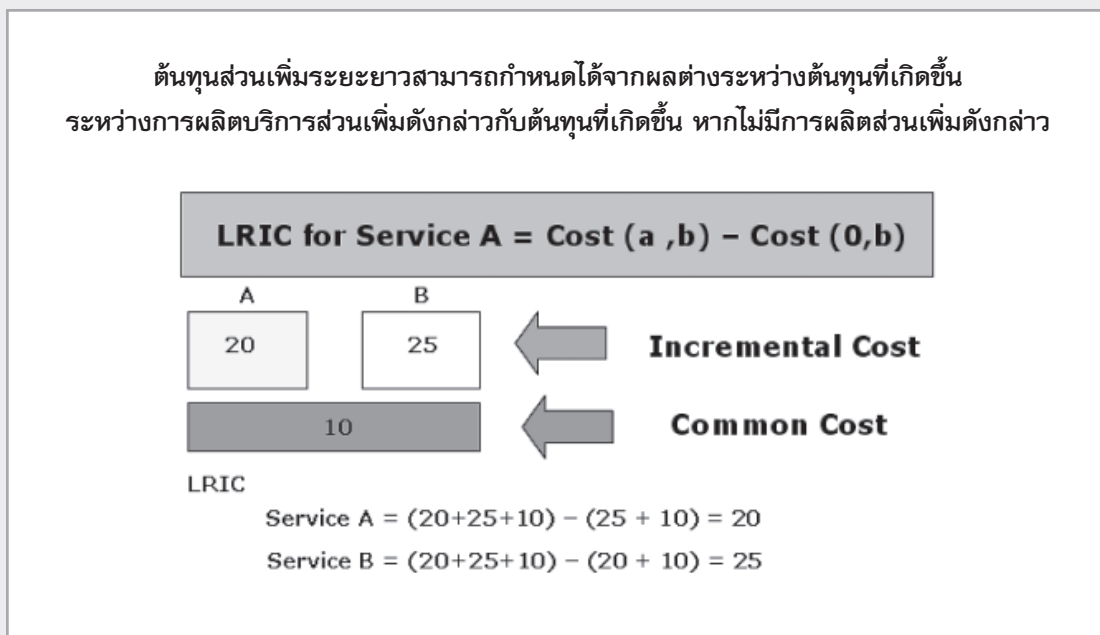 ต้นทุนส่วนเพิ่มระยะยาวสามารถกำหนดได้จากผลต่างระหว่างต้นทุนที่เกิดขึ้น
ระหว่างการผลิตบริการส่วนเพิ่มดังกล่าวกับต้นทุนที่เกิดขึ้น หากไม่มีการผลิตส่วนเพิ่มดังกล่าว
LRIC for Service A = Cost (a ,b) – Cost (0,b)
A B
20 25 Incremental Cost
10 Common Cost
LRIC
Service A = (20+25+10) – (25 + 10) = 20
Service B = (20+25+10) – (20 + 10) = 25